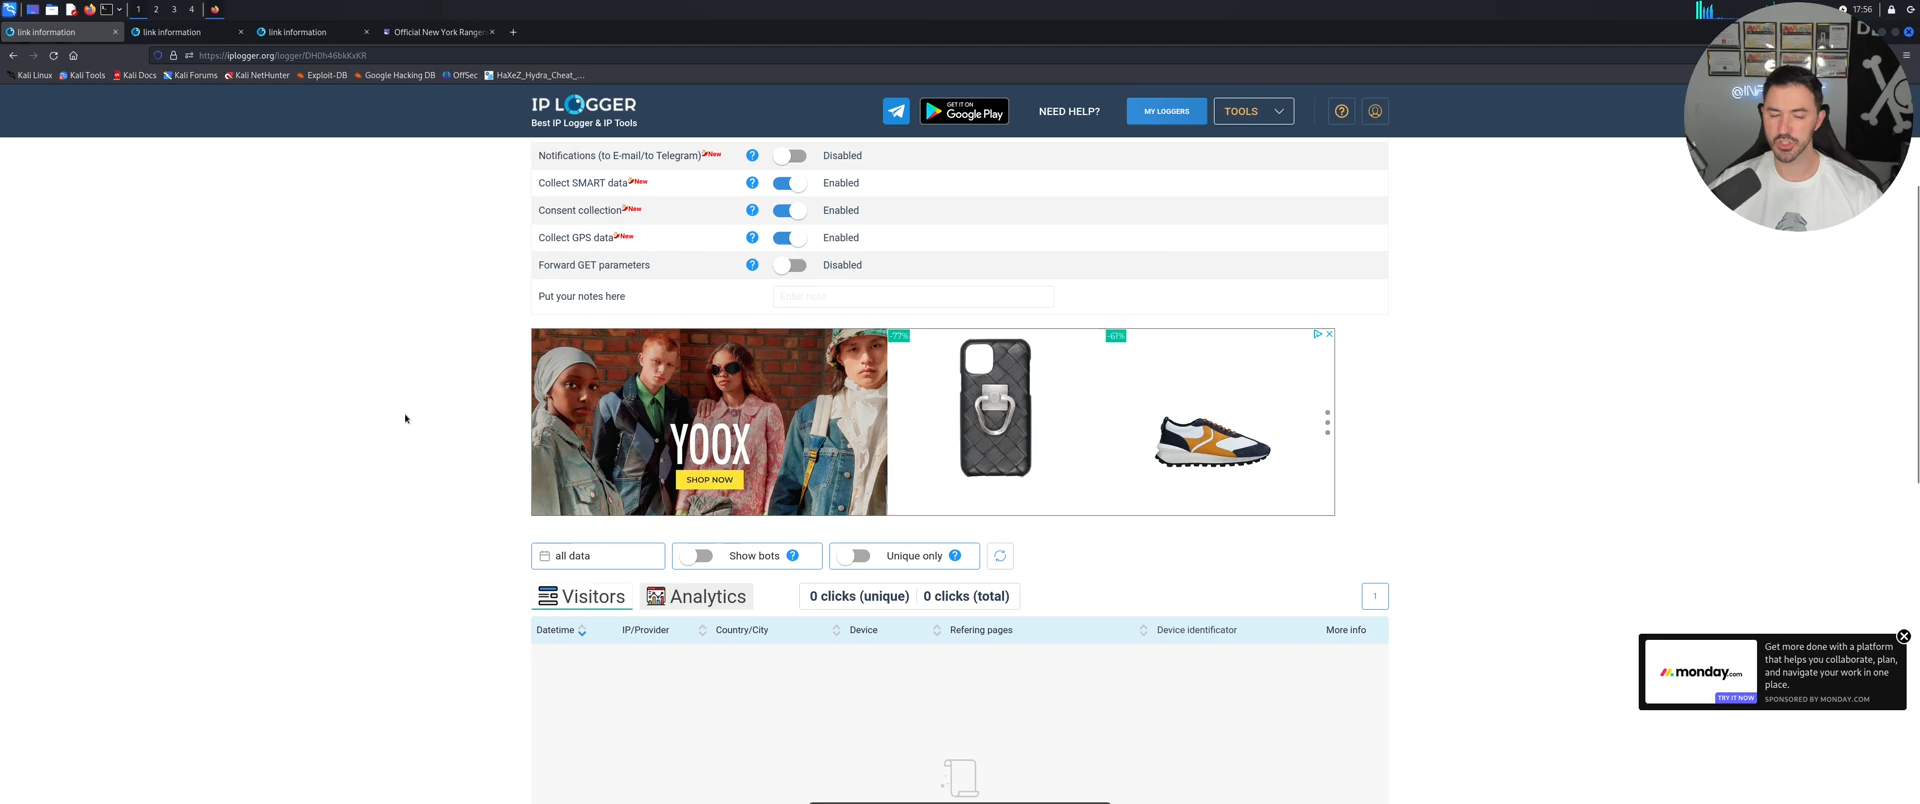 1 2 3 4
17:56
link information × link information × link information × Official New York Ranger × +
https://iplogger.org/logger/DH0h46bkKxKR
Kali Linux Kali Tools Kali Docs Kali Forums Kali NetHunter Exploit-DB Google Hacking DB OffSec HaXeZ_Hydra_Cheat_...
IP LOGGER
Best IP Logger & IP Tools
GET IT ON
Google Play
NEED HELP?
MY LOGGERS
TOOLS
Notifications (to E-mail/to Telegram) New ? Disabled
Collect SMART data New ? Enabled
Consent collection New ? Enabled
Collect GPS data New ? Enabled
Forward GET parameters ? Disabled
Put your notes here Enter note
-77% -61%
YOOX
SHOP NOW
all data Show bots ? Unique only ?
Visitors Analytics 0 clicks (unique) 0 clicks (total) 1
Datetime IP/Provider Country/City Device Refering pages Device identificator More info
monday.com
TRY IT NOW
Get more done with a platform
that helps you collaborate, plan,
and navigate your work in one
place.
SPONSORED BY MONDAY.COM